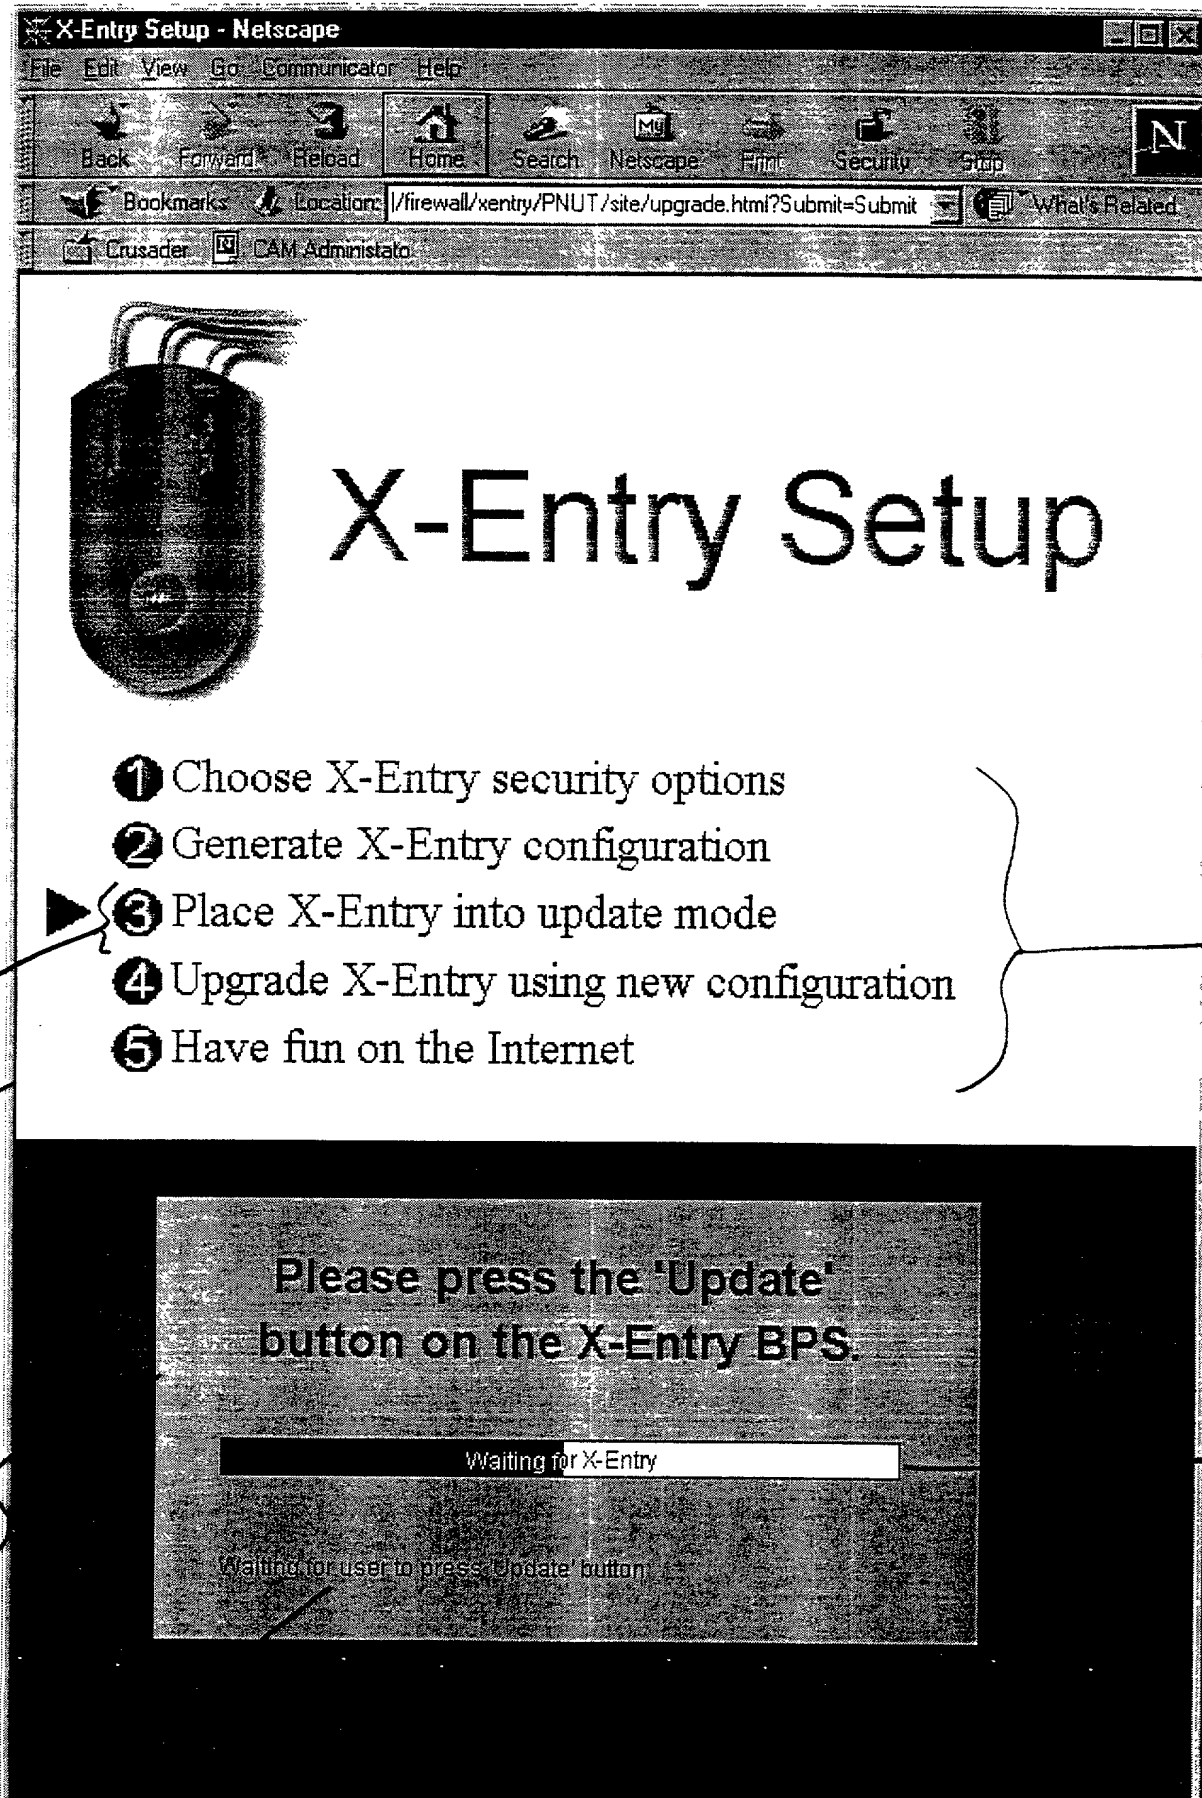 X-Entry Setup - Netscape
File Edit View Go Communicator Help
Back Forward Reload Home Search Netscape Print Security Stop
My
N
Bookmarks Location: /firewall/xentry/PNUT/site/upgrade.html?Submit=Submit What's Related
Crusader CAM Administato
X-Entry Setup
1 Choose X-Entry security options
2 Generate X-Entry configuration
3 Place X-Entry into update mode
4 Upgrade X-Entry using new configuration
5 Have fun on the Internet
Please press the 'Update'
button on the X-Entry BPS.
Waiting for X-Entry
Waiting for user to press 'Update' button